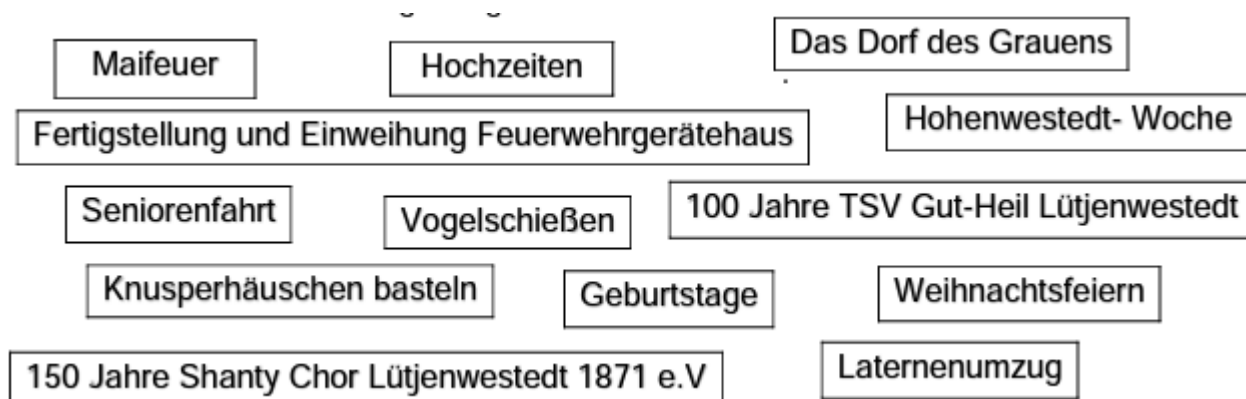 Maifeuer
Hochzeiten
Das Dorf des Grauens
Fertigstellung und Einweihung Feuerwehrgerätehaus
Hohenwestedt- Woche
Seniorenfahrt
Vogelschießen
100 Jahre TSV Gut-Heil Lütjenwestedt
Knusperhäuschen basteln
Geburtstage
Weihnachtsfeiern
150 Jahre Shanty Chor Lütjenwestedt 1871 e.V
Laternenumzug